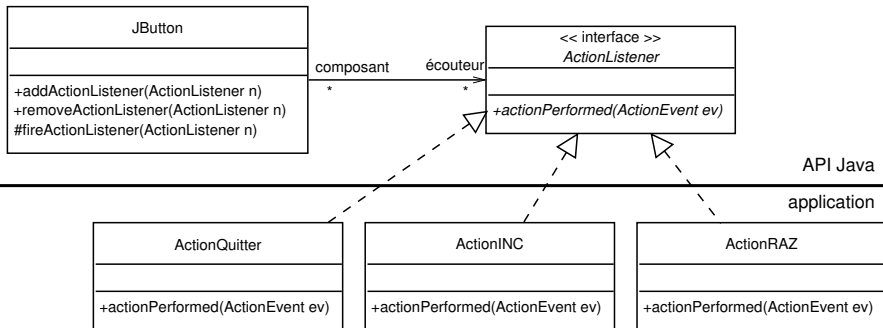 JButton
+addActionListener(ActionListener n)
+removeActionListener(ActionListener n)
#fireActionListener(ActionListener n)
composant
*
écouteur
*
<< interface >>
ActionListener
+actionPerformed(ActionEvent ev)
API Java
application
ActionQuitter
+actionPerformed(ActionEvent ev)
ActionINC
+actionPerformed(ActionEvent ev)
ActionRAZ
+actionPerformed(ActionEvent ev)